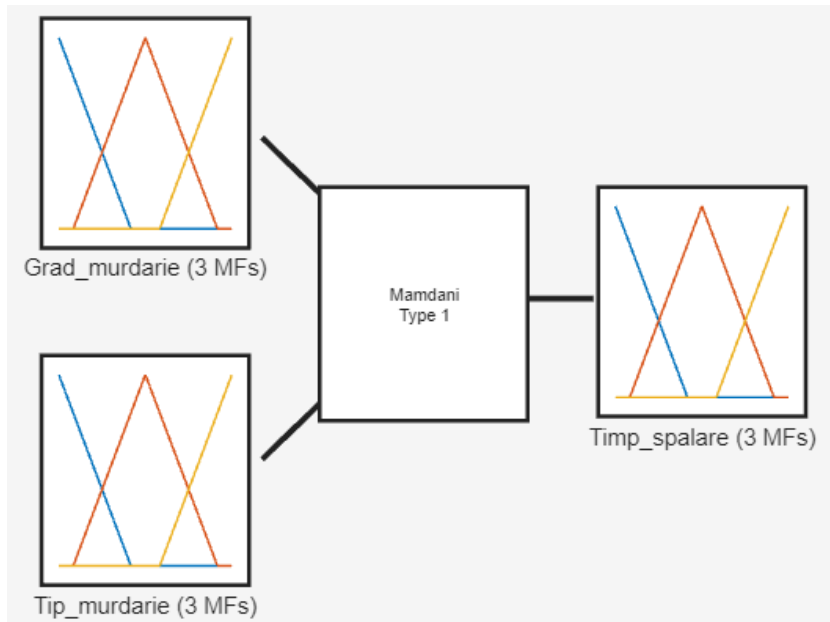 Grad_murdarie (3 MFs)
Mamdani
Type 1
Timp_spalare (3 MFs)
Tip_murdarie (3 MFs)